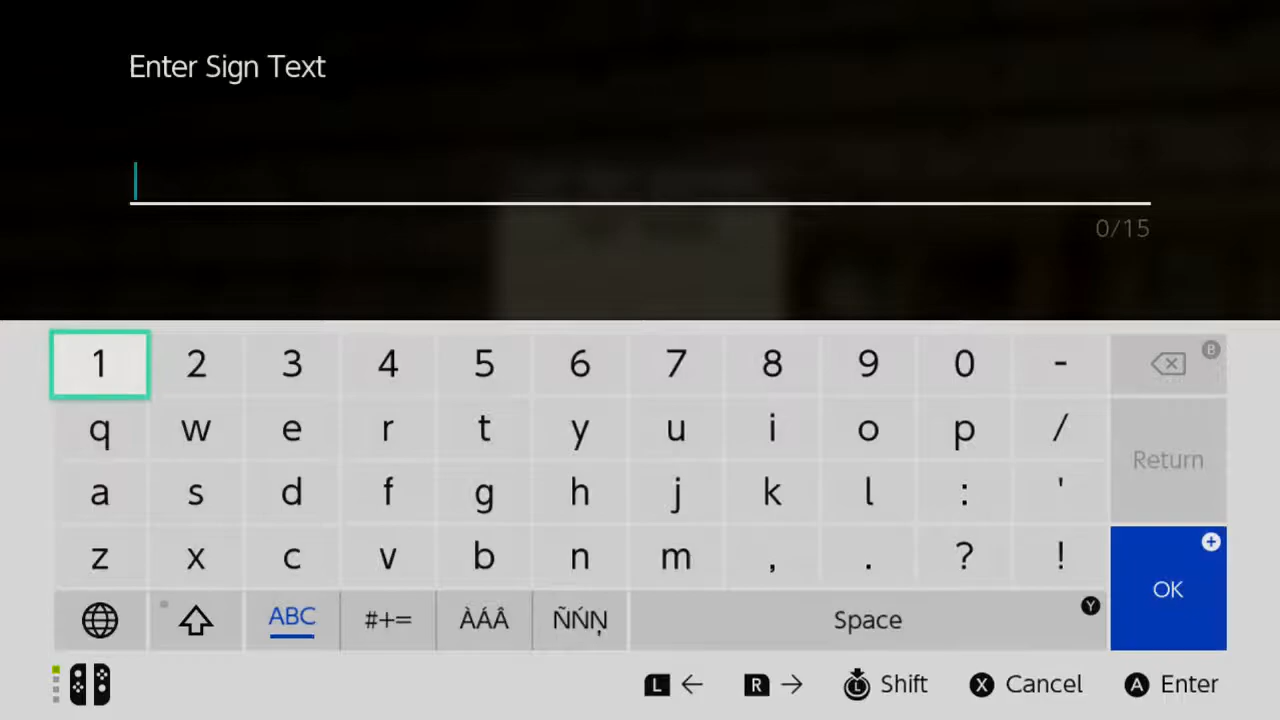 Enter Sign Text
0/15
1 2 3 4 5 6 7 8 9 0 - B
q w e r t y u i o p / Return
a s d f g h j k l : '
z x c v b n m , . ? ! + OK
ABC #+= ÀÁÂ ÑŃŅ Space Y
L ← R → L Shift X Cancel A Enter